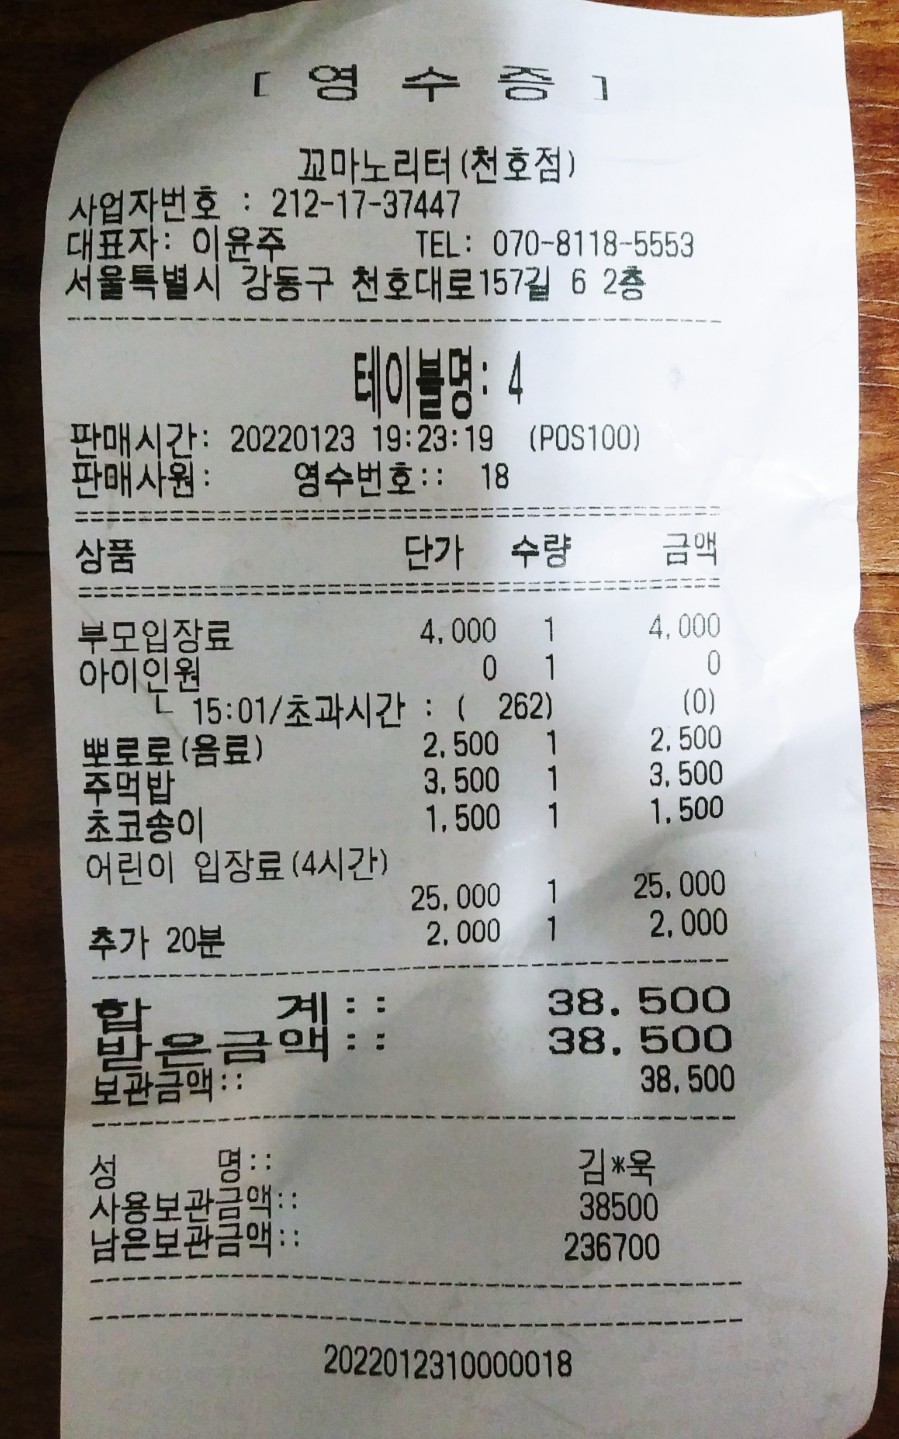 [ 영 수 증 ]
꼬마노리터(천호점)
사업자번호 : 212-17-37447
대표자: 이윤주 TEL: 070-8118-5553
서울특별시 강동구 천호대로157길 6 2층
테이블명: 4
판매시간: 20220123 19:23:19 (POS100)
판매사원: 영수번호:: 18
상품 단가 수량 금액
부모입장료 4,000 1 4,000
아이인원 0 1 0
└ 15:01/초과시간 : ( 262) (0)
뽀로로(음료) 2,500 1 2,500
주먹밥 3,500 1 3,500
초코송이 1,500 1 1,500
어린이 입장료(4시간)
25,000 1 25,000
추가 20분 2,000 1 2,000
합 계:: 38.500
받은금액:: 38.500
보관금액:: 38,500
성 명:: 김*욱
사용보관금액:: 38500
남은보관금액:: 236700
2022012310000018